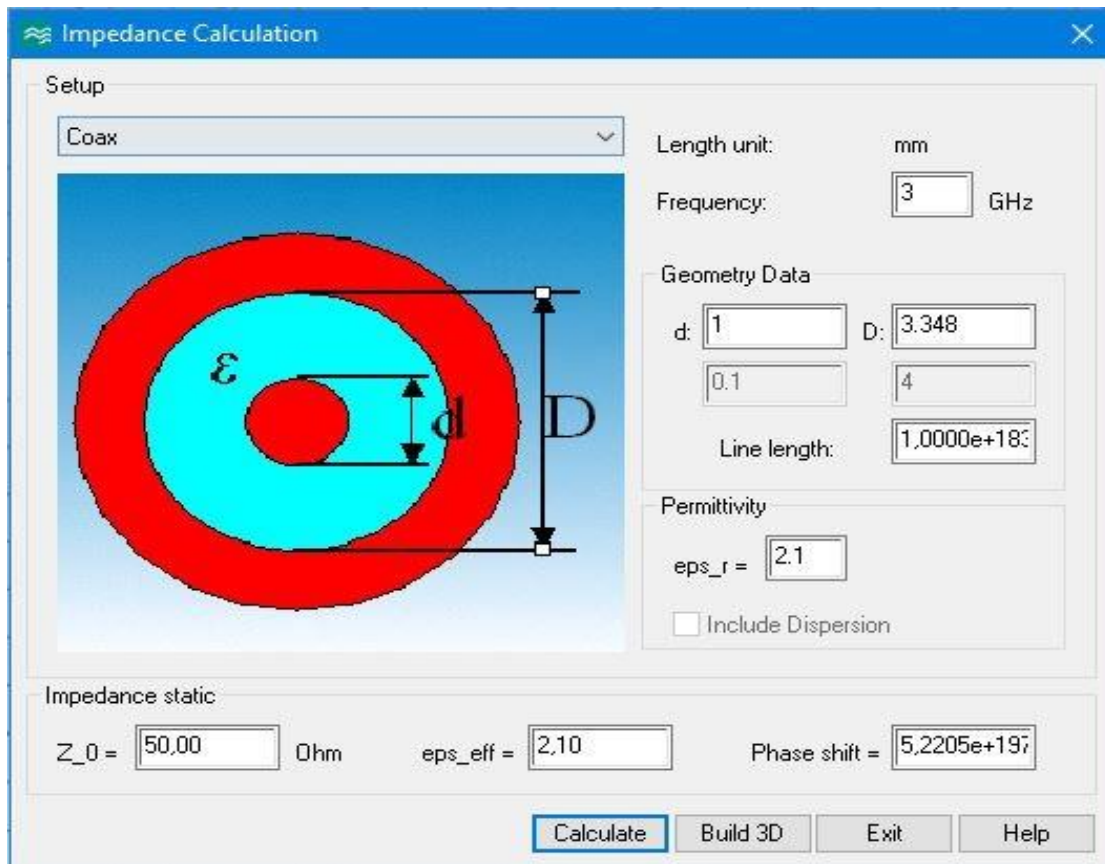 Impedance Calculation
Setup
Coax
Length unit: mm
Frequency: 3 GHz
ε
d
D
Geometry Data
d: 1 D: 3.348
0.1 4
Line length: 1,0000e+183
Permittivity
eps_r = 2.1
Include Dispersion
Impedance static
Z_0 = 50,00 Ohm eps_eff = 2,10 Phase shift = 5,2205e+197
Calculate Build 3D Exit Help